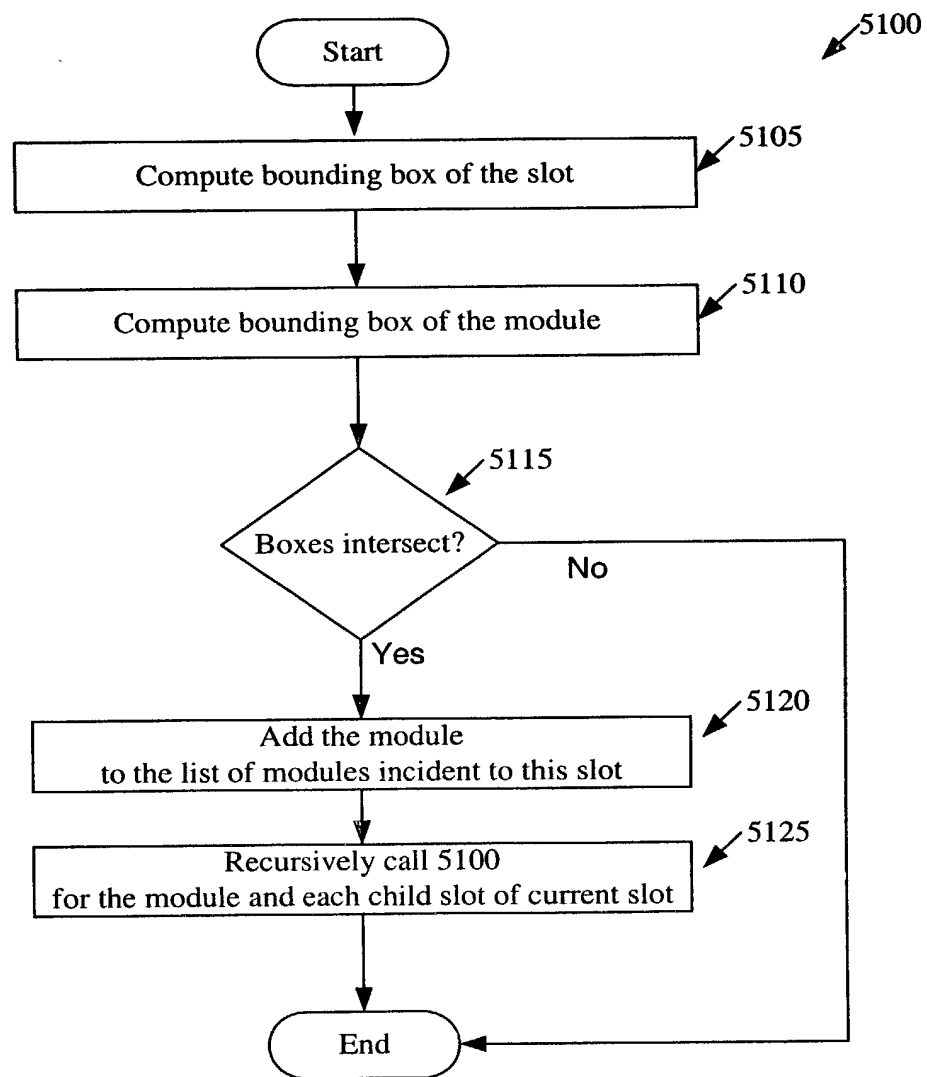 5100
Start
5105
Compute bounding box of the slot
5110
Compute bounding box of the module
5115
Boxes intersect?
No
Yes
5120
Add the module
to the list of modules incident to this slot
5125
Recursively call 5100
for the module and each child slot of current slot
End